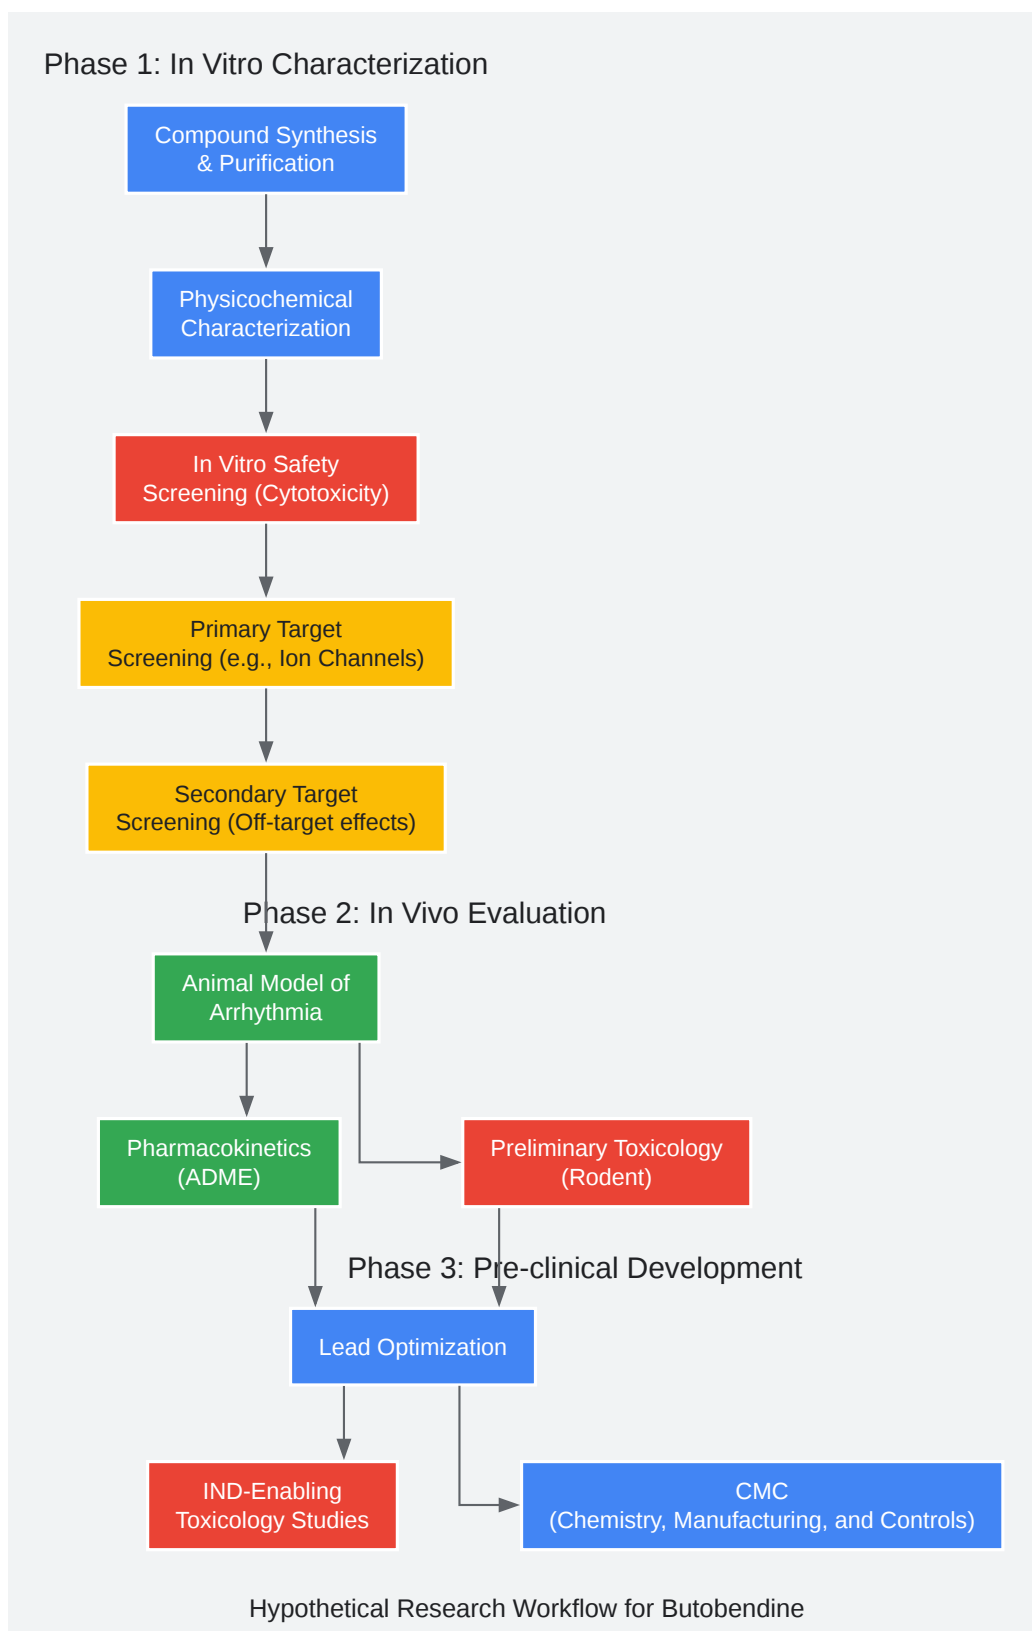 Phase 1: In Vitro Characterization
Compound Synthesis
& Purification
Physicochemical
Characterization
In Vitro Safety
Screening (Cytotoxicity)
Primary Target
Screening (e.g., Ion Channels)
Secondary Target
Screening (Off-target effects)
Phase 2: In Vivo Evaluation
Animal Model of
Arrhythmia
Pharmacokinetics
(ADME)
Preliminary Toxicology
(Rodent)
Phase 3: Pre-clinical Development
Lead Optimization
IND-Enabling
Toxicology Studies
CMC
(Chemistry, Manufacturing, and Controls)
Hypothetical Research Workflow for Butobendine